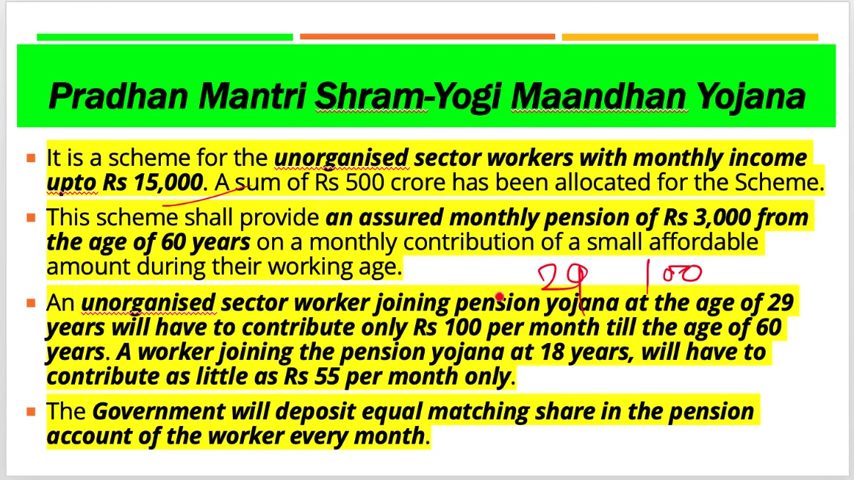 Pradhan Mantri Shram-Yogi Maandhan Yojana
It is a scheme for the unorganised sector workers with monthly income
upto Rs 15,000. A sum of Rs 500 crore has been allocated for the Scheme.
This scheme shall provide an assured monthly pension of Rs 3,000 from
the age of 60 years on a monthly contribution of a small affordable
amount during their working age.
29 100
An unorganised sector worker joining pension yojana at the age of 29
years will have to contribute only Rs 100 per month till the age of 60
years. A worker joining the pension yojana at 18 years, will have to
contribute as little as Rs 55 per month only.
The Government will deposit equal matching share in the pension
account of the worker every month.